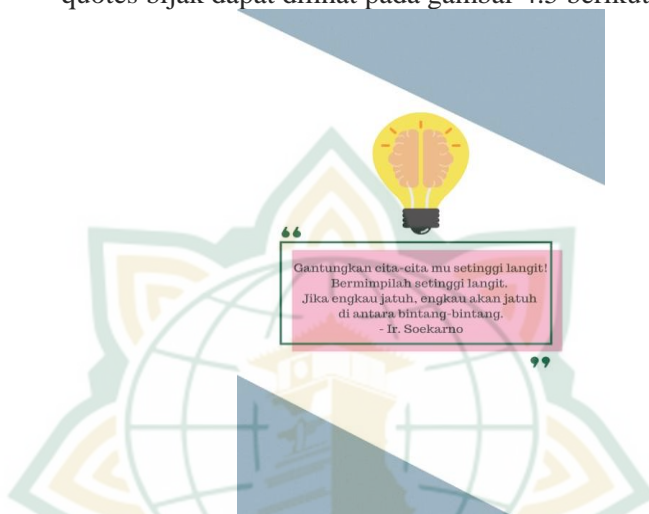 quotes bijak dapat dilihat pada gambar 4.5 berikut
“
Gantungkan cita-cita mu setinggi langit!
Bermimpilah setinggi langit.
Jika engkau jatuh, engkau akan jatuh
di antara bintang-bintang.
- Ir. Soekarno
”